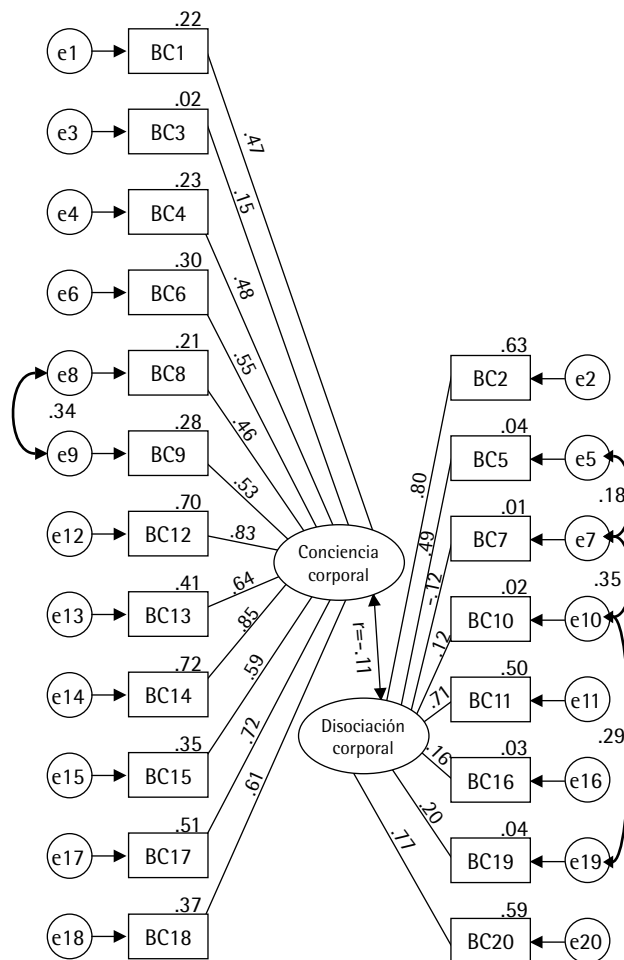 .22
e1 BC1
.47
.02
e3 BC3
.15
.23
e4 BC4
.48
.30
e6 BC6
.55
.21
e8 BC8
.46
.34
.28
e9 BC9
.53
.70
e12 BC12
.83
.41
e13 BC13
.64
.72
e14 BC14
.85
.35
e15 BC15
.59
.51
e17 BC17
.72
.37
e18 BC18
.61
Conciencia
corporal
r=-.11
Disociación
corporal
.63
BC2 e2
.80
.04
BC5 e5
.49
.18
.01
BC7 e7
-.12
.35
.02
BC10 e10
.12
.50
BC11 e11
.71
.29
.03
BC16 e16
.16
.04
BC19 e19
.20
.59
BC20 e20
.77